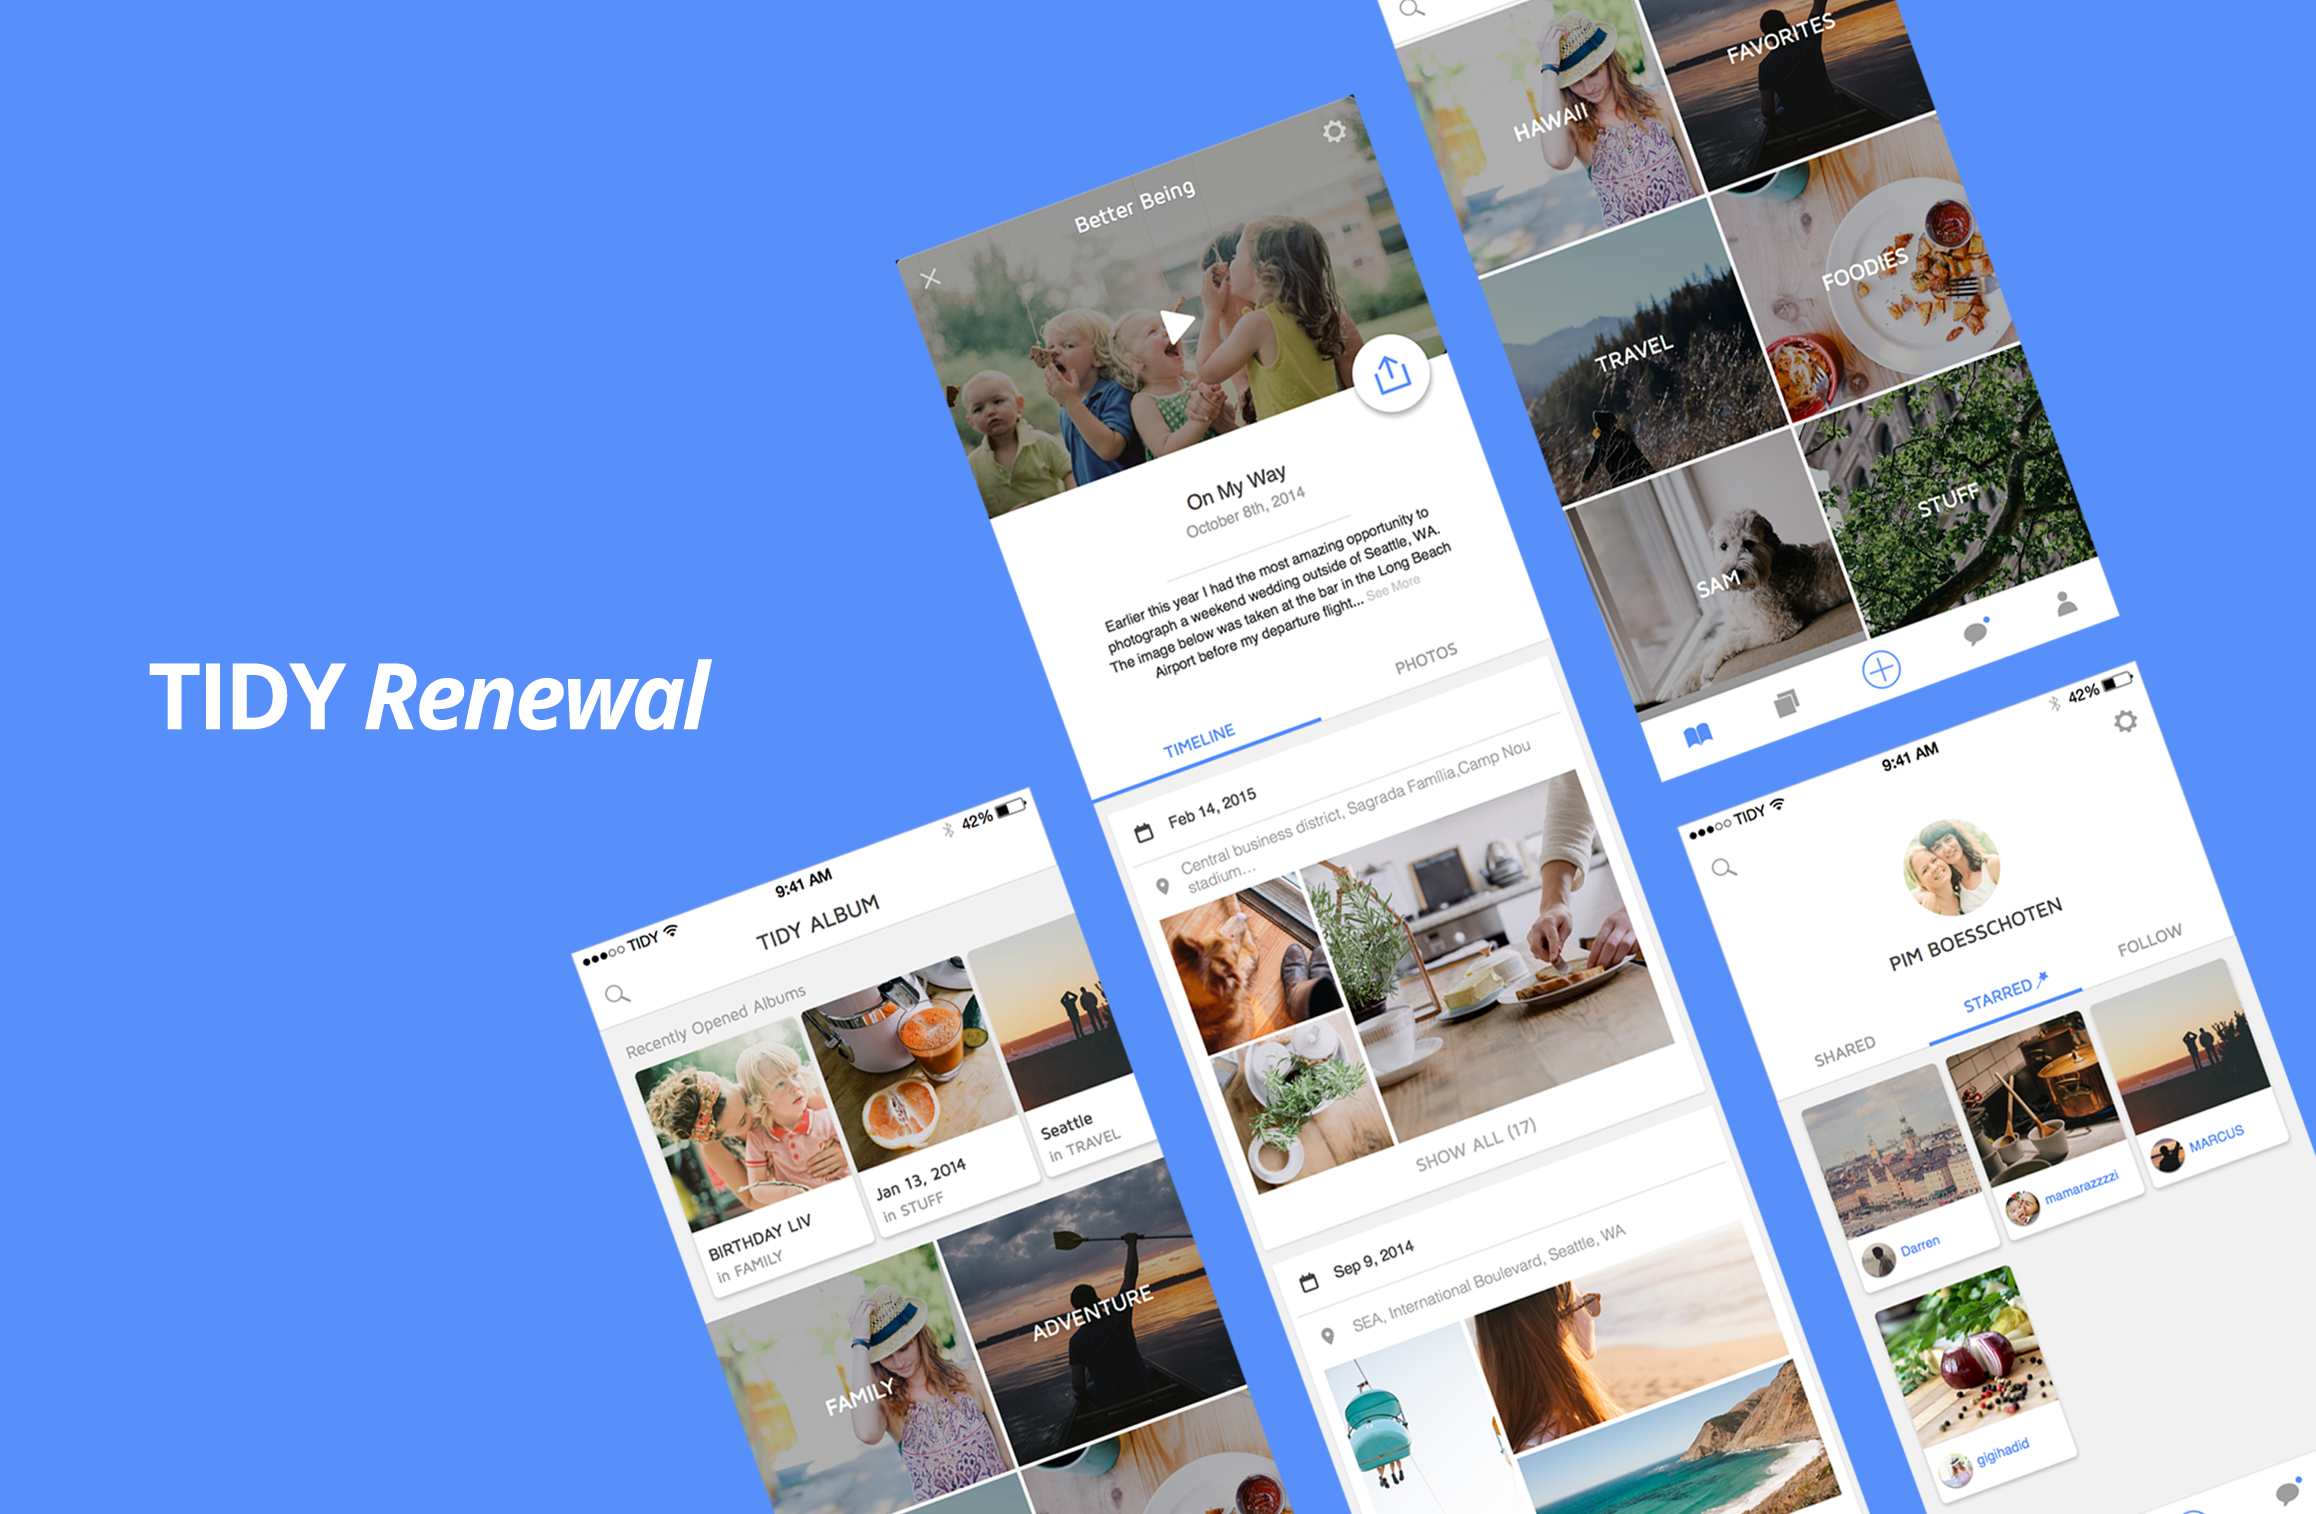 TIDY Renewal
TIDY
9:41 AM
42%
TIDY ALBUM
Recently Opened Albums
BIRTHDAY LIV
in FAMILY
Jan 13, 2014
in STUFF
Seattle
in TRAVEL
FAMILY
ADVENTURE
Better Being
On My Way
October 8th, 2014
Earlier this year I had the most amazing opportunity to
photograph a weekend wedding outside of Seattle, WA.
The image below was taken at the bar in the Long Beach
Airport before my departure flight... See More
TIMELINE
PHOTOS
Feb 14, 2015
Central business district, Sagrada Família,Camp Nou
stadium...
SHOW ALL (17)
Sep 9, 2014
SEA, International Boulevard, Seattle, WA
HAWAII
FAVORITES
TRAVEL
FOODIES
SAM
STUFF
TIDY
9:41 AM
42%
PIM BOESSCHOTEN
SHARED
STARRED
FOLLOW
Darren
mamarazzzzi
MARCUS
gigihadid